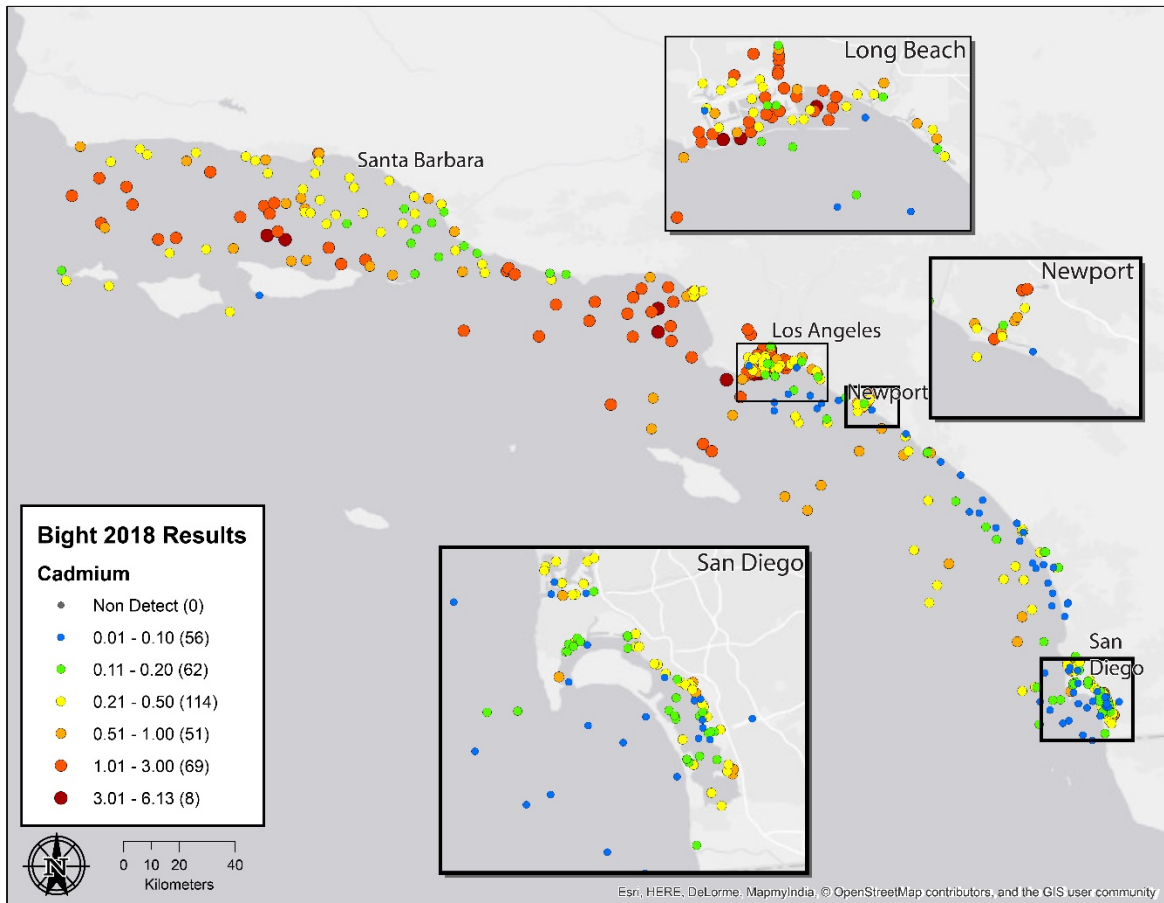 Long Beach
Santa Barbara
Newport
Los Angeles
Newport
San Diego
San
Diego
Bight 2018 Results
Cadmium
Non Detect (0)
0.01 - 0.10 (56)
0.11 - 0.20 (62)
0.21 - 0.50 (114)
0.51 - 1.00 (51)
1.01 - 3.00 (69)
3.01 - 6.13 (8)
N
0 10 20 40
Kilometers
Esri, HERE, DeLorme, MapmyIndia, © OpenStreetMap contributors, and the GIS user community